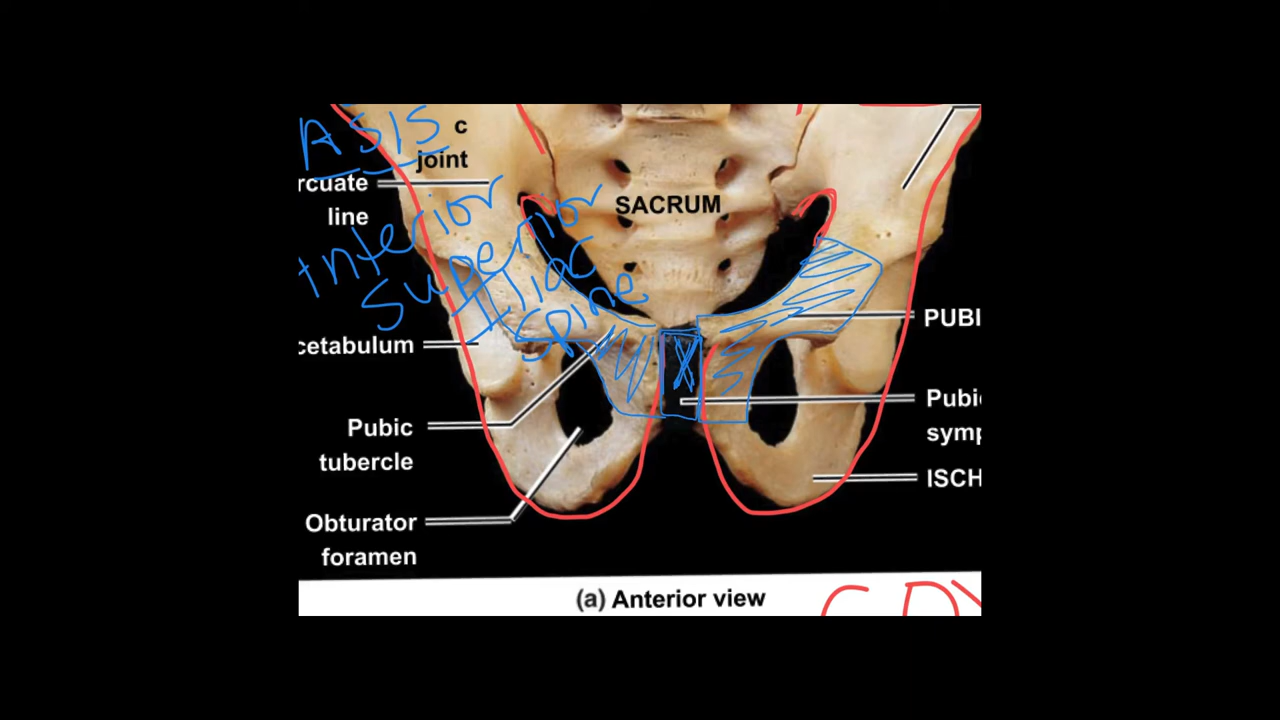 ASIS
c
joint
rcuate
line
SACRUM
Anterior
Superior
Iliac
Spine
PUBI
cetabulum
Pubic
tubercle
Pubi
symp
ISCH
Obturator
foramen
(a) Anterior view